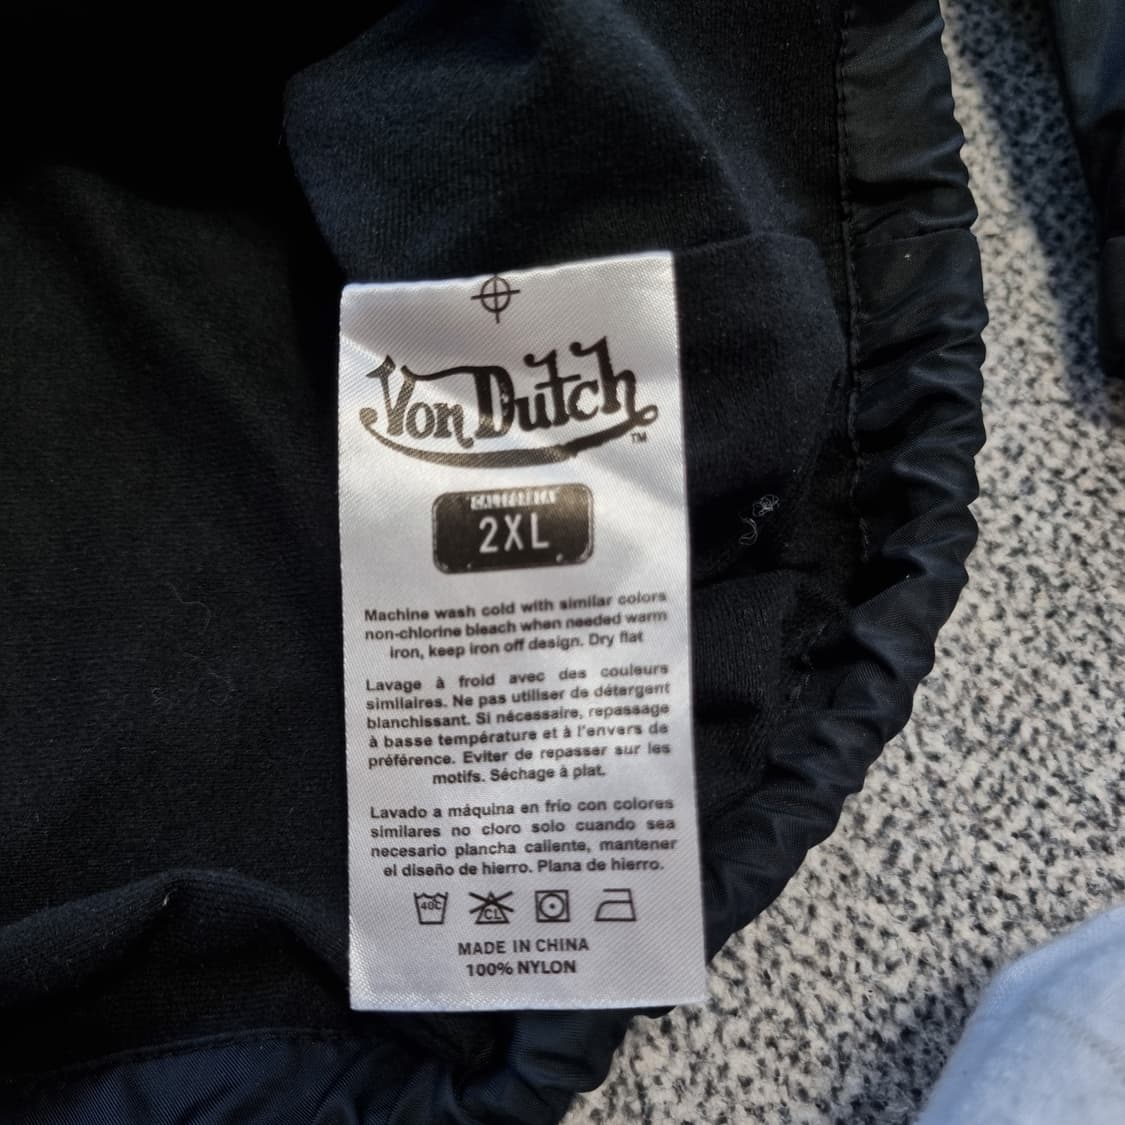 Von Dutch
TM
CALIFORNIA
2XL
Machine wash cold with similar colors
non-chlorine bleach when needed warm
iron, keep iron off design. Dry flat
Lavage à froid avec des couleurs
similaires. Ne pas utiliser de détergent
blanchissant. Si nécessaire, repassage
à basse température et à l'envers de
préférence. Eviter de repasser sur les
motifs. Séchage à plat.
Lavado a máquina en frío con colores
similares no cloro solo cuando sea
necesario plancha caliente, mantener
el diseño de hierro. Plana de hierro.
40C CL
MADE IN CHINA
100% NYLON